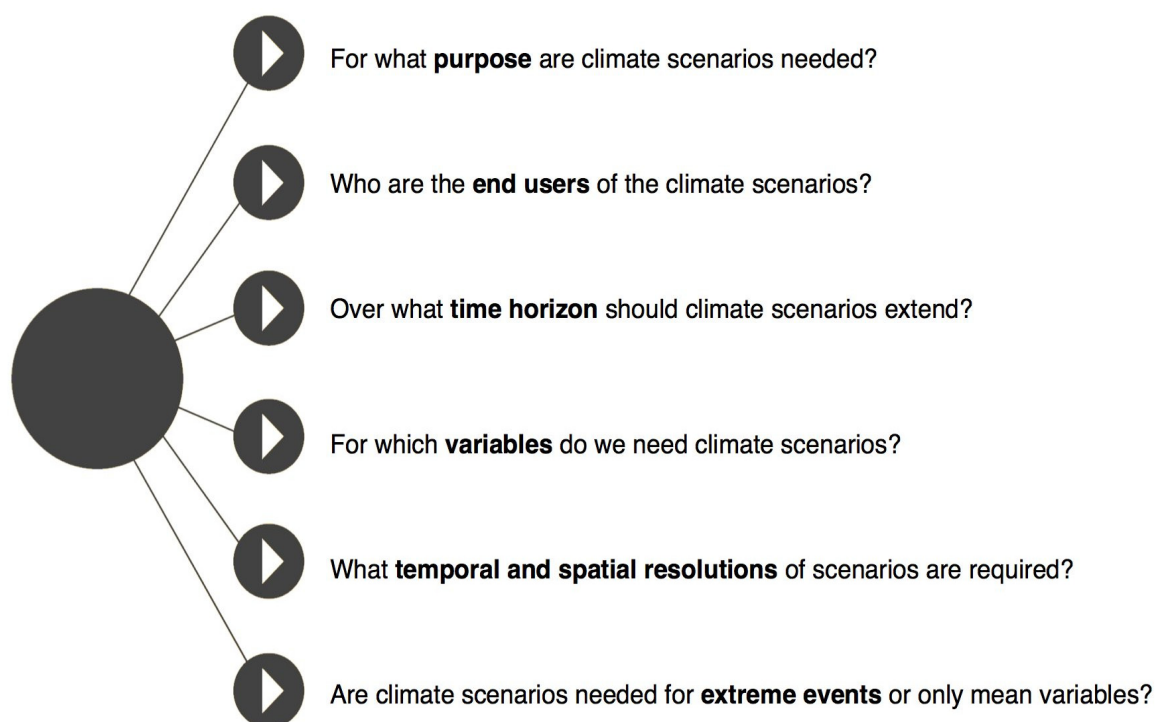 For what purpose are climate scenarios needed?
Who are the end users of the climate scenarios?
Over what time horizon should climate scenarios extend?
For which variables do we need climate scenarios?
What temporal and spatial resolutions of scenarios are required?
Are climate scenarios needed for extreme events or only mean variables?